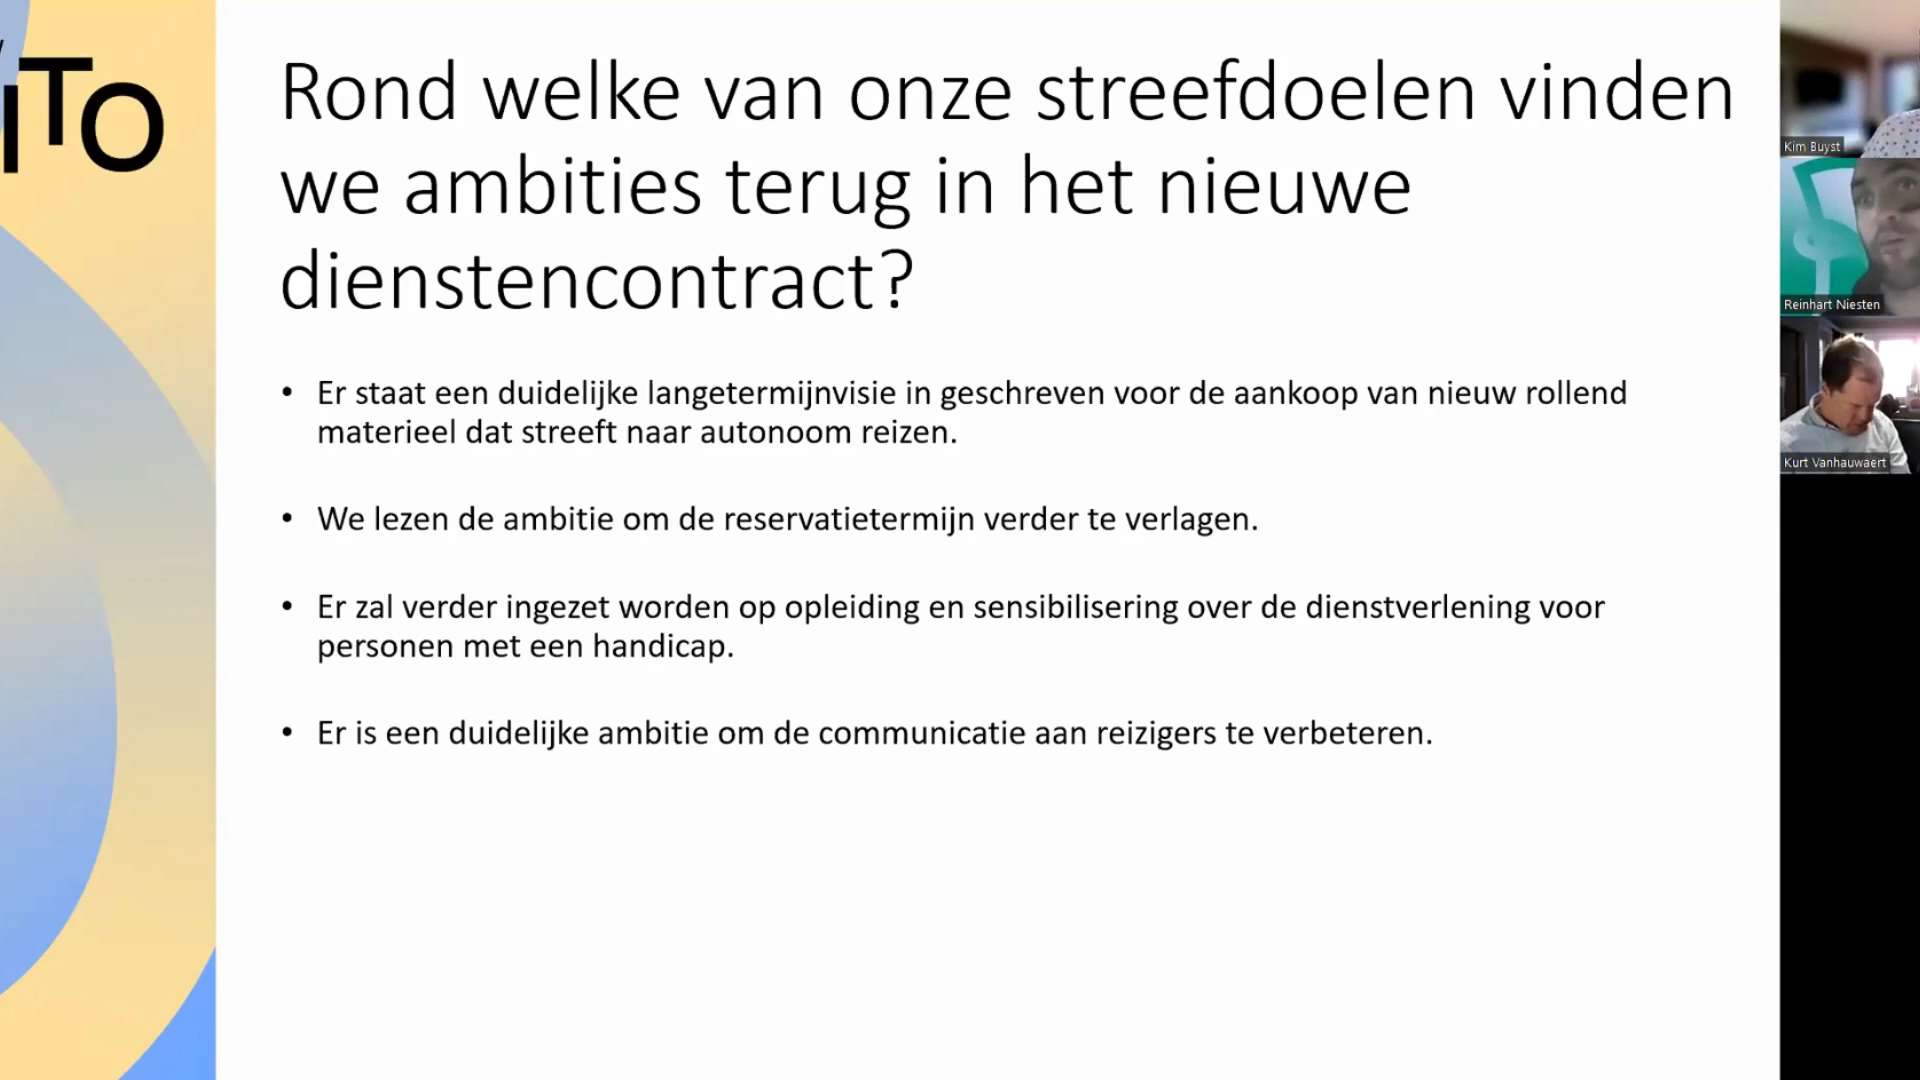 iTO
Rond welke van onze streefdoelen vinden
we ambities terug in het nieuwe
dienstencontract?
• Er staat een duidelijke langetermijnvisie in geschreven voor de aankoop van nieuw rollend
materieel dat streeft naar autonoom reizen.
• We lezen de ambitie om de reservatietermijn verder te verlagen.
• Er zal verder ingezet worden op opleiding en sensibilisering over de dienstverlening voor
personen met een handicap.
• Er is een duidelijke ambitie om de communicatie aan reizigers te verbeteren.
Kim Buyst
Reinhart Niesten
Kurt Vanhauwaert